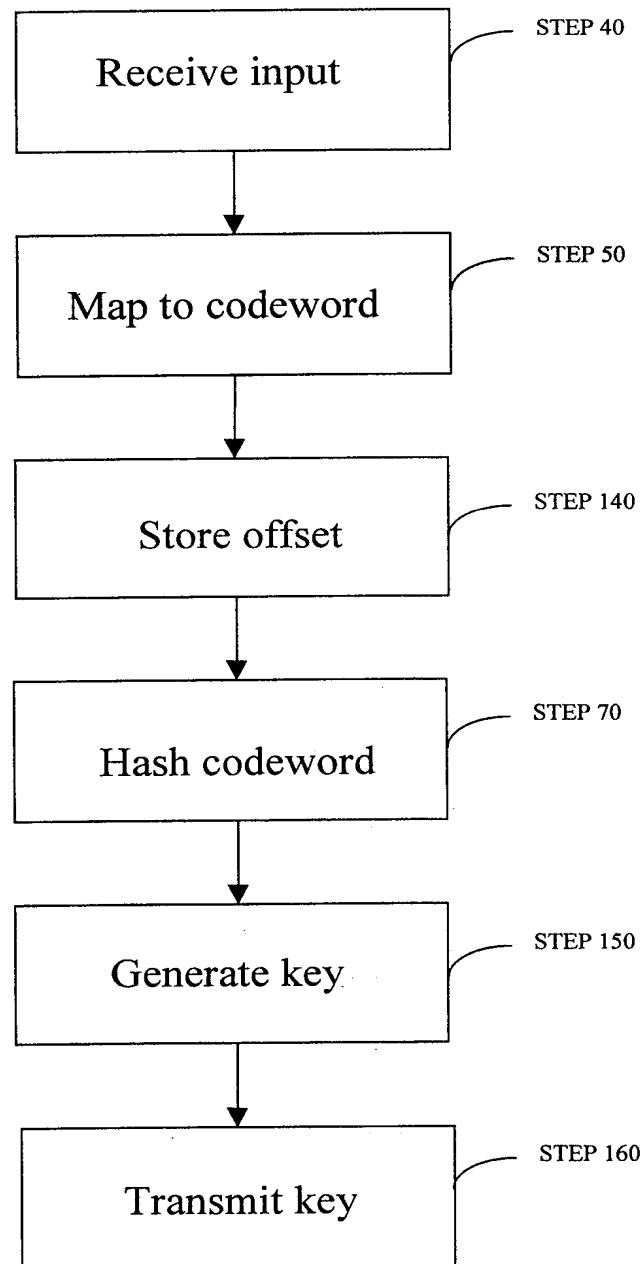 STEP 40
Receive input
STEP 50
Map to codeword
STEP 140
Store offset
STEP 70
Hash codeword
STEP 150
Generate key
STEP 160
Transmit key